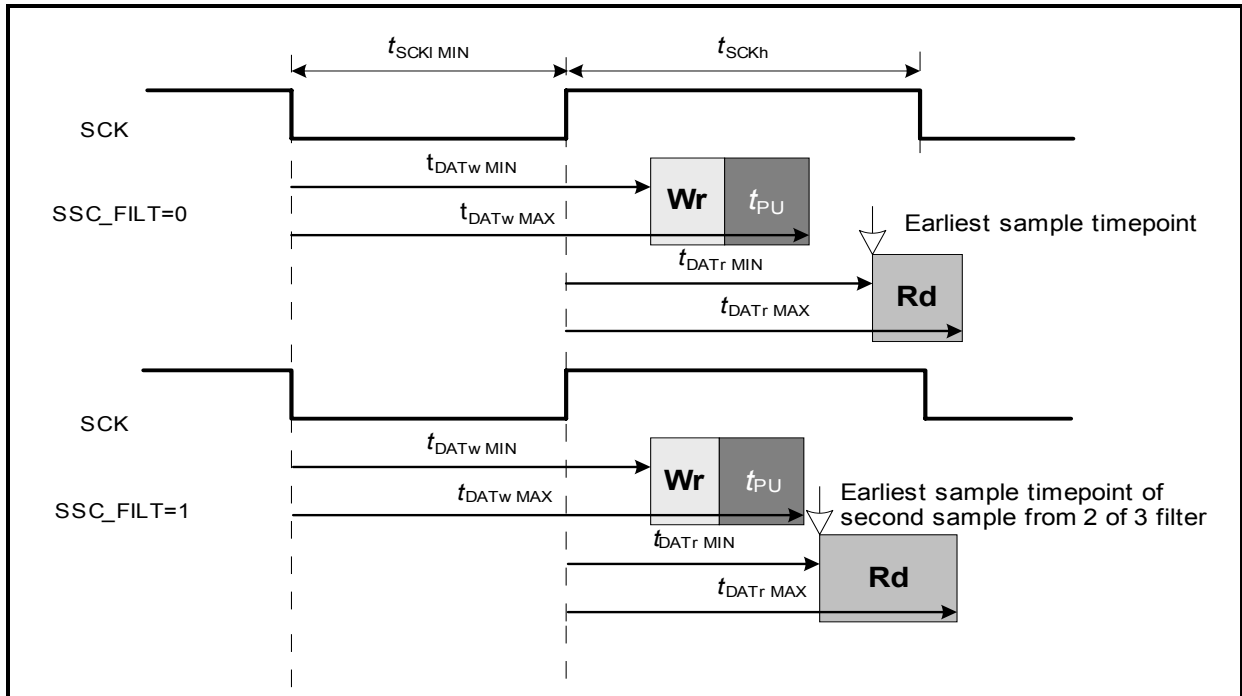 tSCKl MIN tSCKh
SCK
tDATw MIN
Wr tPU
SSC_FILT=0
tDATw MAX
Earliest sample timepoint
tDATr MIN
Rd
tDATr MAX
SCK
tDATw MIN
Wr tPU
SSC_FILT=1
tDATw MAX
Earliest sample timepoint of
second sample from 2 of 3 filter
tDATr MIN
Rd
tDATr MAX